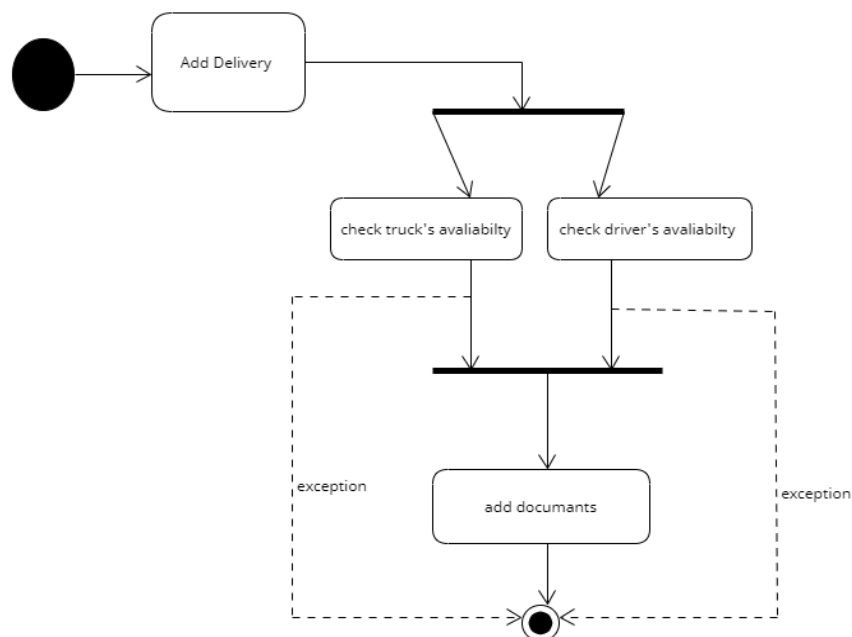 Add Delivery
check truck's avaliabilty
check driver's avaliabilty
exception
exception
add documants